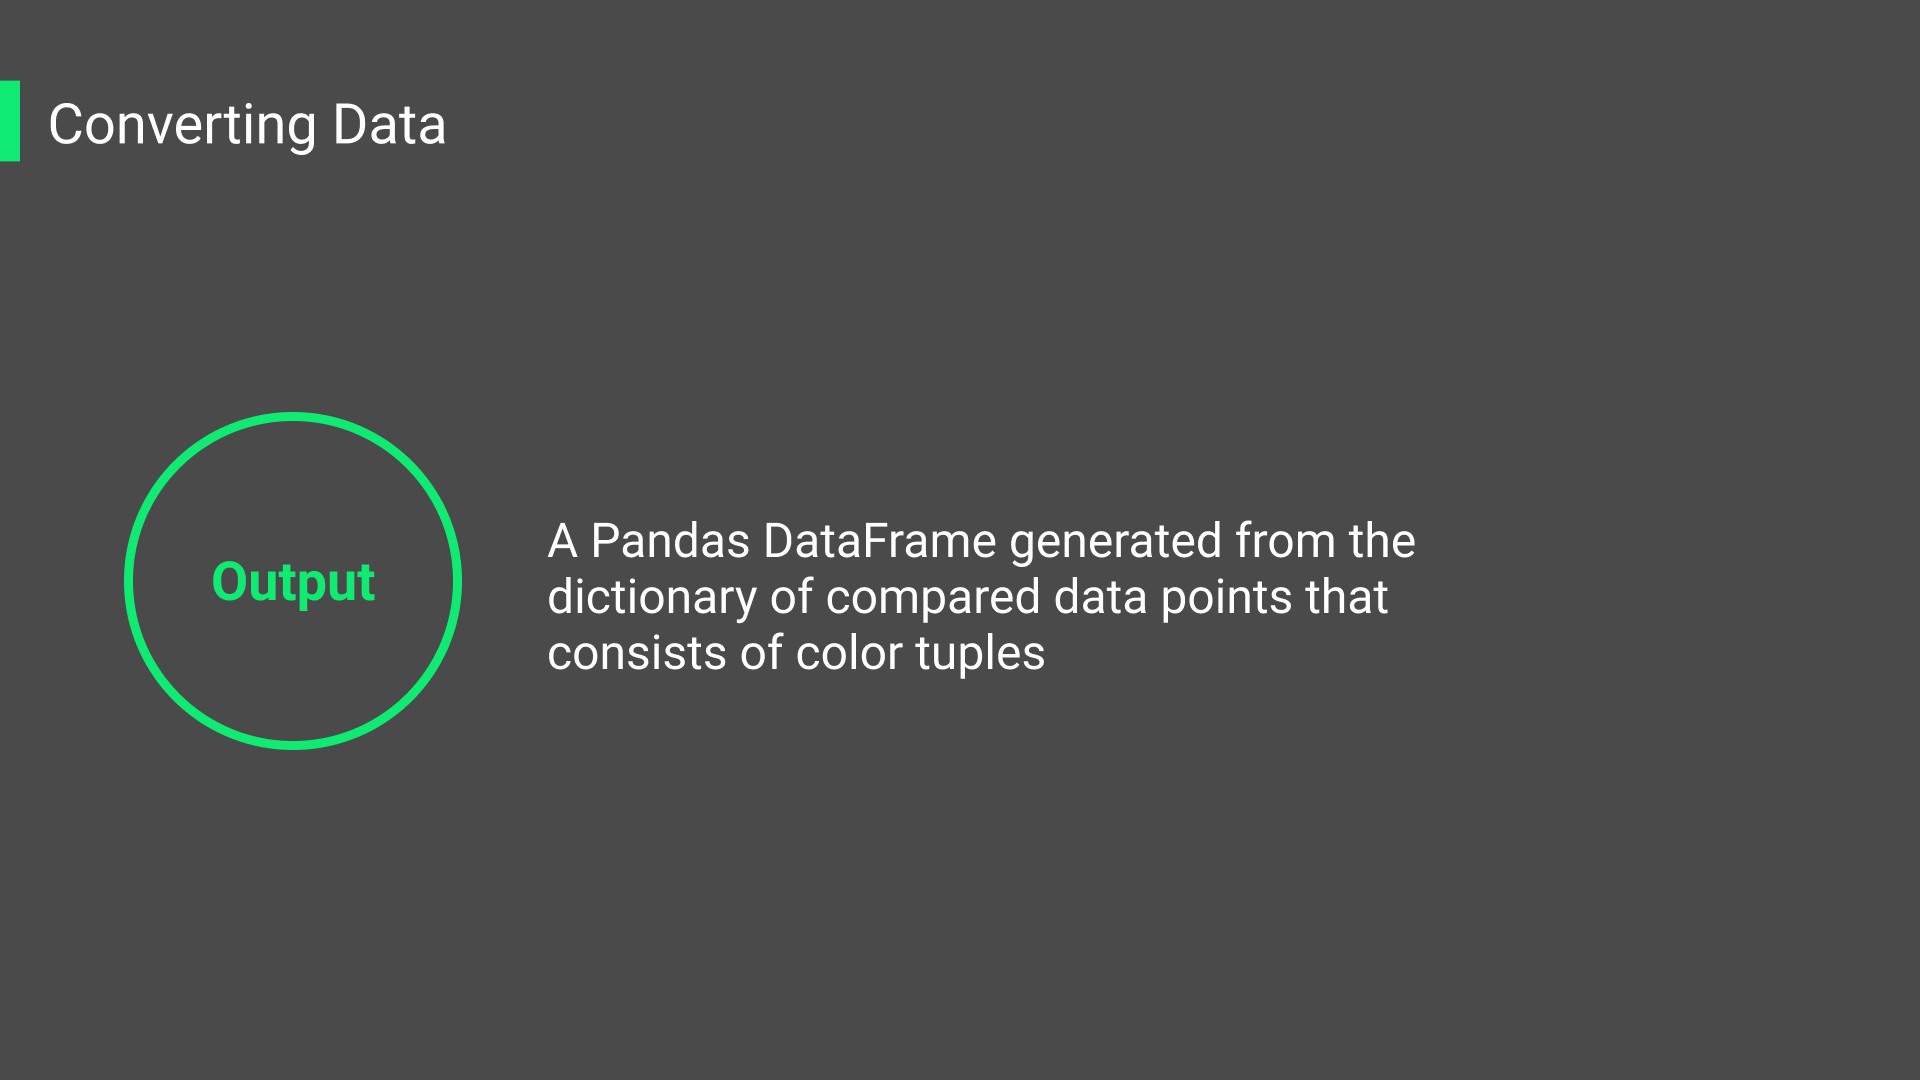 Converting Data
Output
A Pandas DataFrame generated from the
dictionary of compared data points that
consists of color tuples